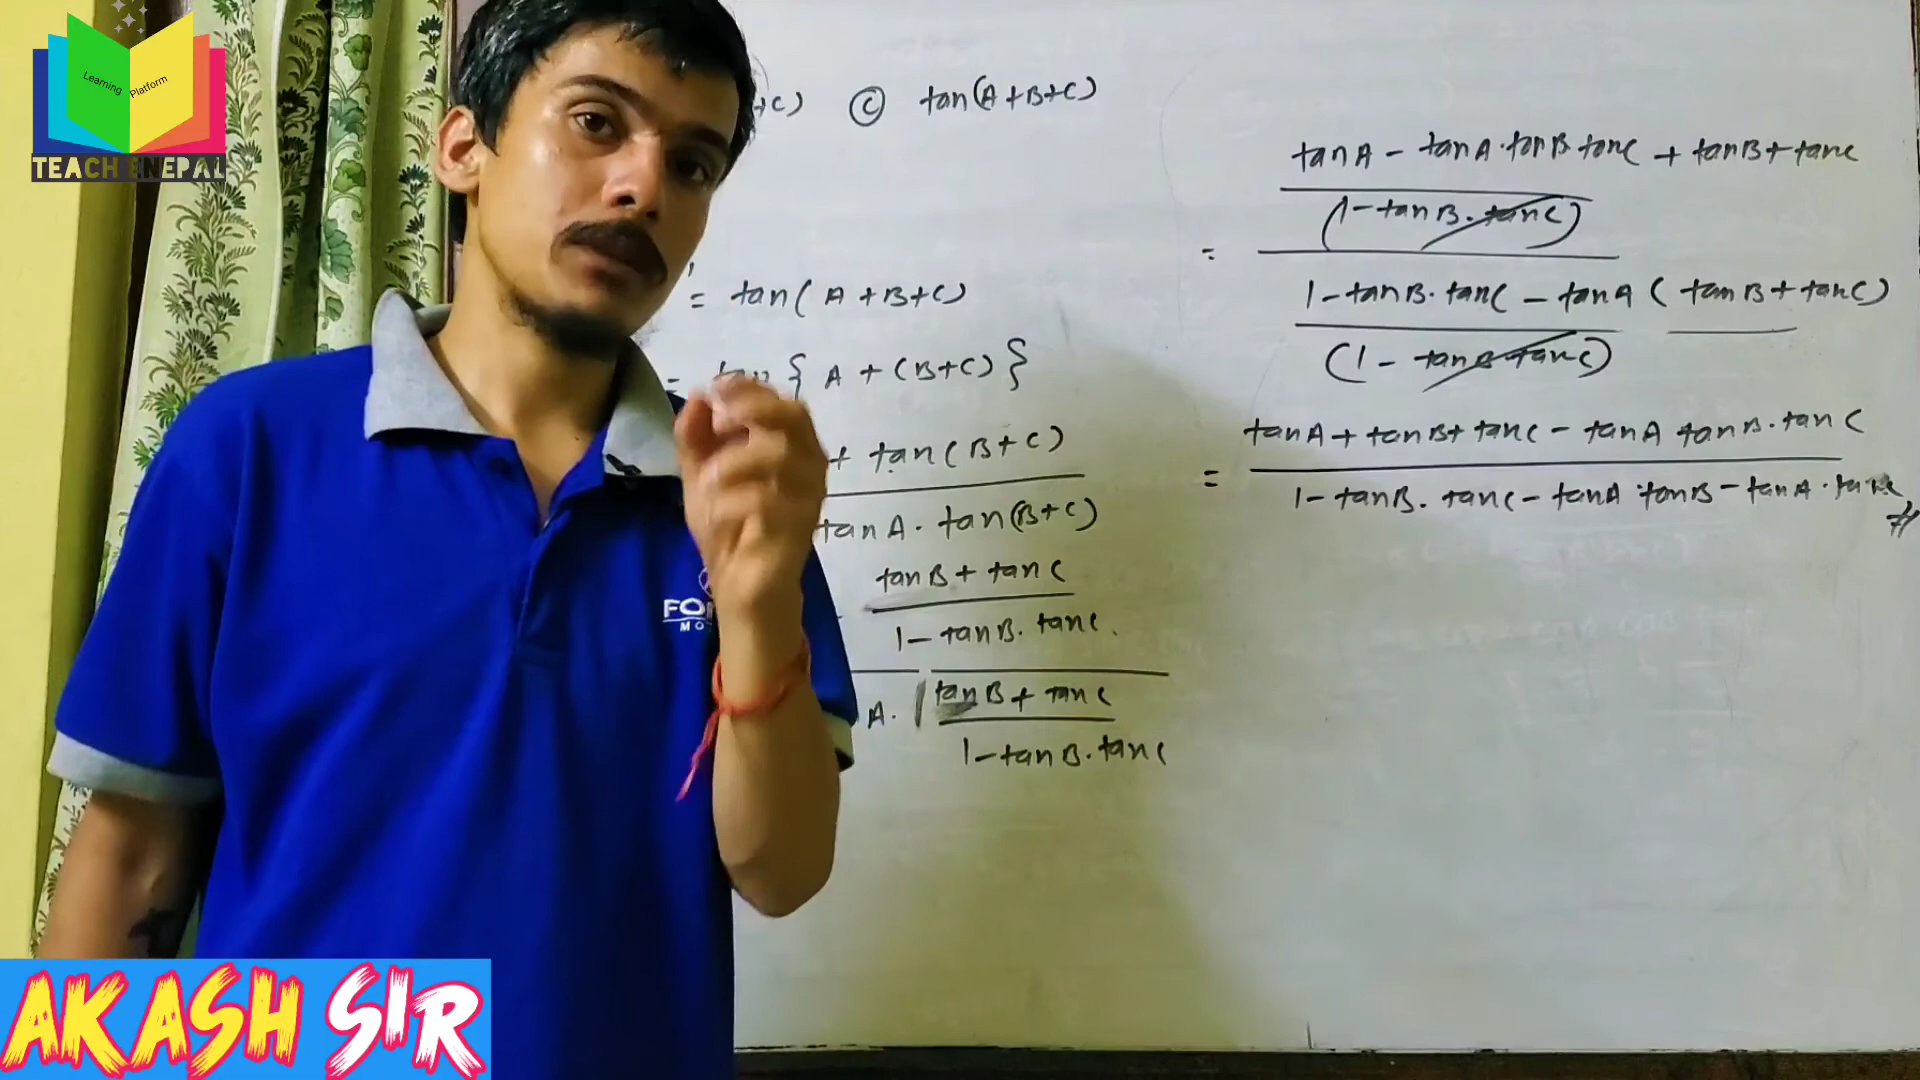 Learning Platform
TEACH ENEPAL
+C) Ⓒ tan(A+B+C)
= tan( A +B+C)
= tan { A + (B+C) }
+ tan(B+C)
tanA. tan(B+C)
tanB + tanC
1- tanB. tanC.
A. tanB + tanC
1-tanB.tanC
tanA - tanA.tanB tanC + tanB+tanC
(1-tanB.tanC)
=
1-tanB.tanC - tanA ( tanB+tanC)
(1- tanB tanC)
tanA + tanB+ tanC - tanA tanB.tanC
=
1-tanB. tanC - tanA tanB - tanA.tanC #
FO
MO
AKASH SIR